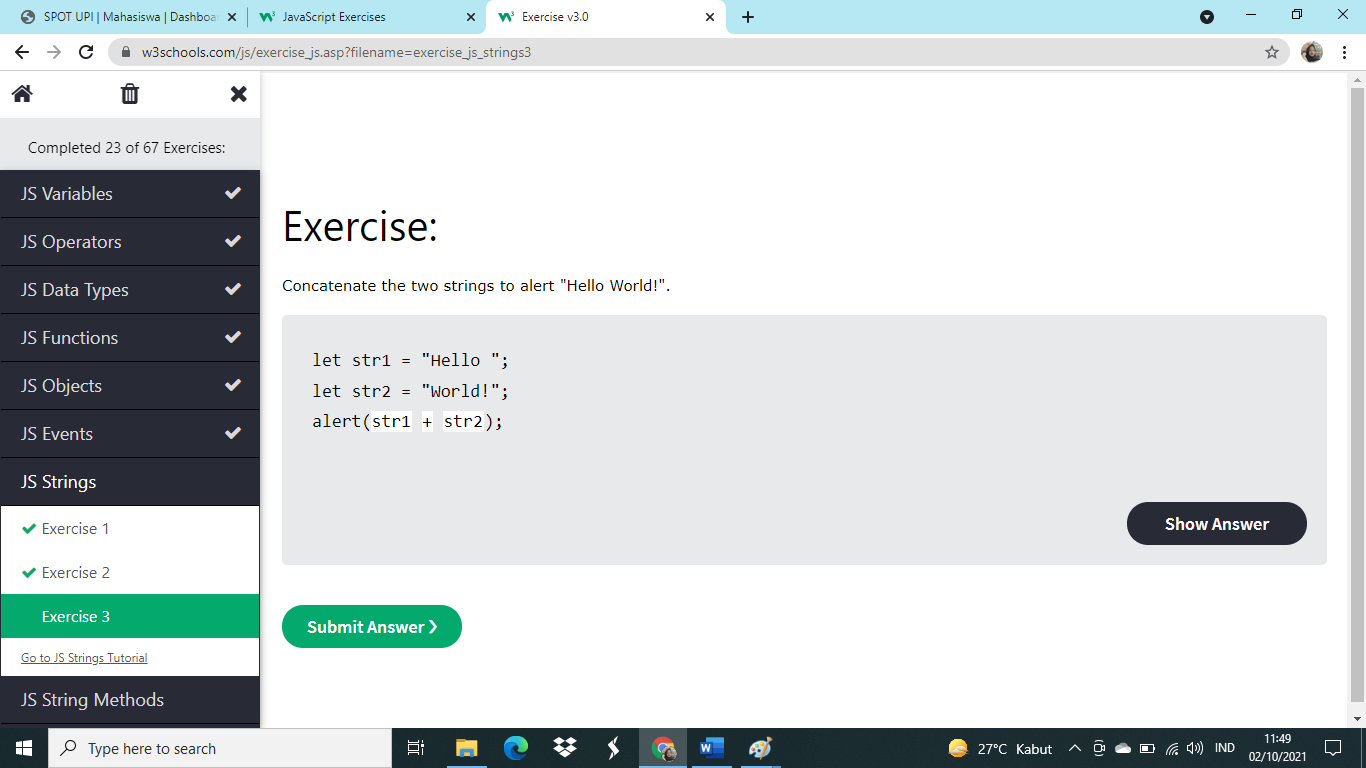 SPOT UPI | Mahasiswa | Dashboa
JavaScript Exercises
Exercise v3.0
w3schools.com/js/exercise_js.asp?filename=exercise_js_strings3
Completed 23 of 67 Exercises:
JS Variables
JS Operators
JS Data Types
JS Functions
JS Objects
JS Events
JS Strings
Exercise 1
Exercise 2
Exercise 3
Go to JS Strings Tutorial
JS String Methods
Exercise:
Concatenate the two strings to alert "Hello World!".
let str1 = "Hello ";
let str2 = "World!";
alert(str1 + str2);
Show Answer
Submit Answer ❯
Type here to search
27°C Kabut
IND
11:49
02/10/2021